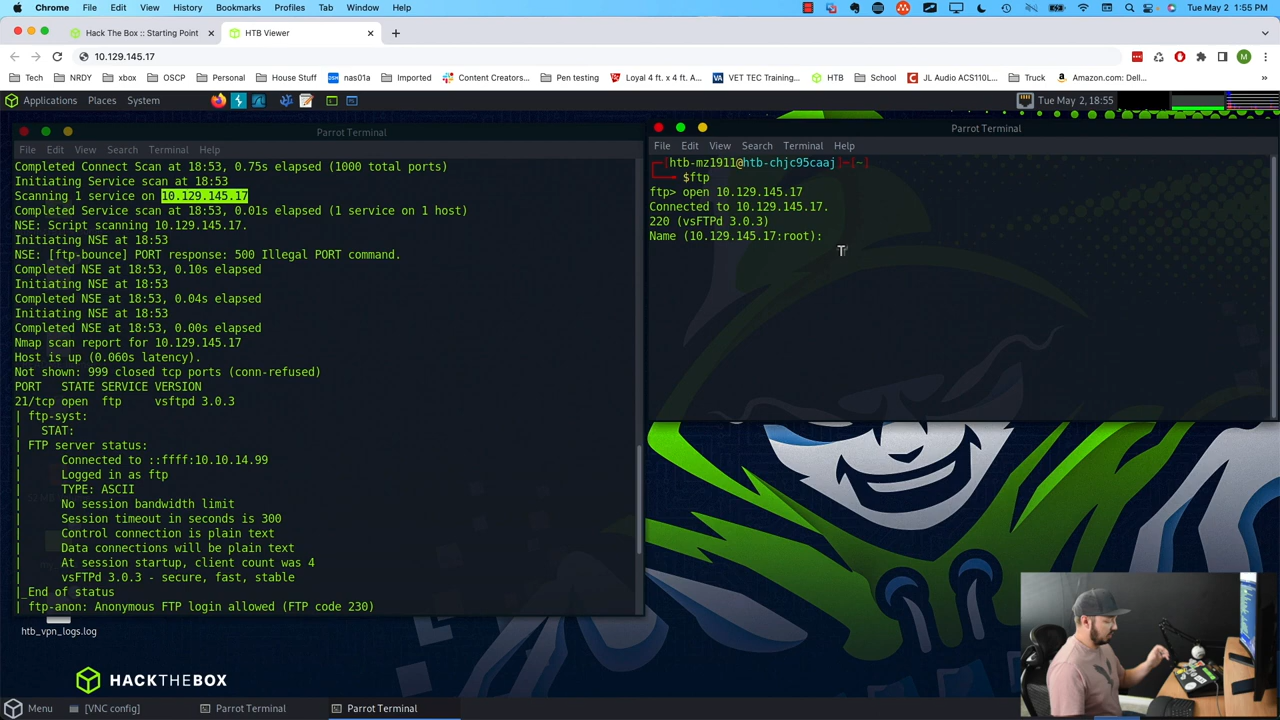 Chrome File Edit View History Bookmarks Profiles Tab Window Help Tue May 2 1:55 PM
Hack The Box :: Starting Point HTB Viewer
10.129.145.17
Tech NRDY xbox OSCP Personal House Stuff nas01a Imported Content Creators... Pen testing Loyal 4 ft. x 4 ft. A... VET TEC Training... HTB School JL Audio ACS110L... Truck Amazon.com: Dell...
Applications Places System Tue May 2, 18:55
Parrot Terminal
File Edit View Search Terminal Help
Completed Connect Scan at 18:53, 0.75s elapsed (1000 total ports)
Initiating Service scan at 18:53
Scanning 1 service on 10.129.145.17
Completed Service scan at 18:53, 0.01s elapsed (1 service on 1 host)
NSE: Script scanning 10.129.145.17.
Initiating NSE at 18:53
NSE: [ftp-bounce] PORT response: 500 Illegal PORT command.
Completed NSE at 18:53, 0.10s elapsed
Initiating NSE at 18:53
Completed NSE at 18:53, 0.04s elapsed
Initiating NSE at 18:53
Completed NSE at 18:53, 0.00s elapsed
Nmap scan report for 10.129.145.17
Host is up (0.060s latency).
Not shown: 999 closed tcp ports (conn-refused)
PORT STATE SERVICE VERSION
21/tcp open ftp vsftpd 3.0.3
| ftp-syst:
| STAT:
| FTP server status:
| Connected to ::ffff:10.10.14.99
| Logged in as ftp
| TYPE: ASCII
| No session bandwidth limit
| Session timeout in seconds is 300
| Control connection is plain text
| Data connections will be plain text
| At session startup, client count was 4
| vsFTPd 3.0.3 - secure, fast, stable
|_End of status
| ftp-anon: Anonymous FTP login allowed (FTP code 230)
Parrot Terminal
File Edit View Search Terminal Help
[htb-mz1911@htb-chjc95caaj]─[~]
$ftp
ftp> open 10.129.145.17
Connected to 10.129.145.17.
220 (vsFTPd 3.0.3)
Name (10.129.145.17:root):
htb_vpn_logs.log
HACKTHEBOX
Menu [VNC config] Parrot Terminal Parrot Terminal